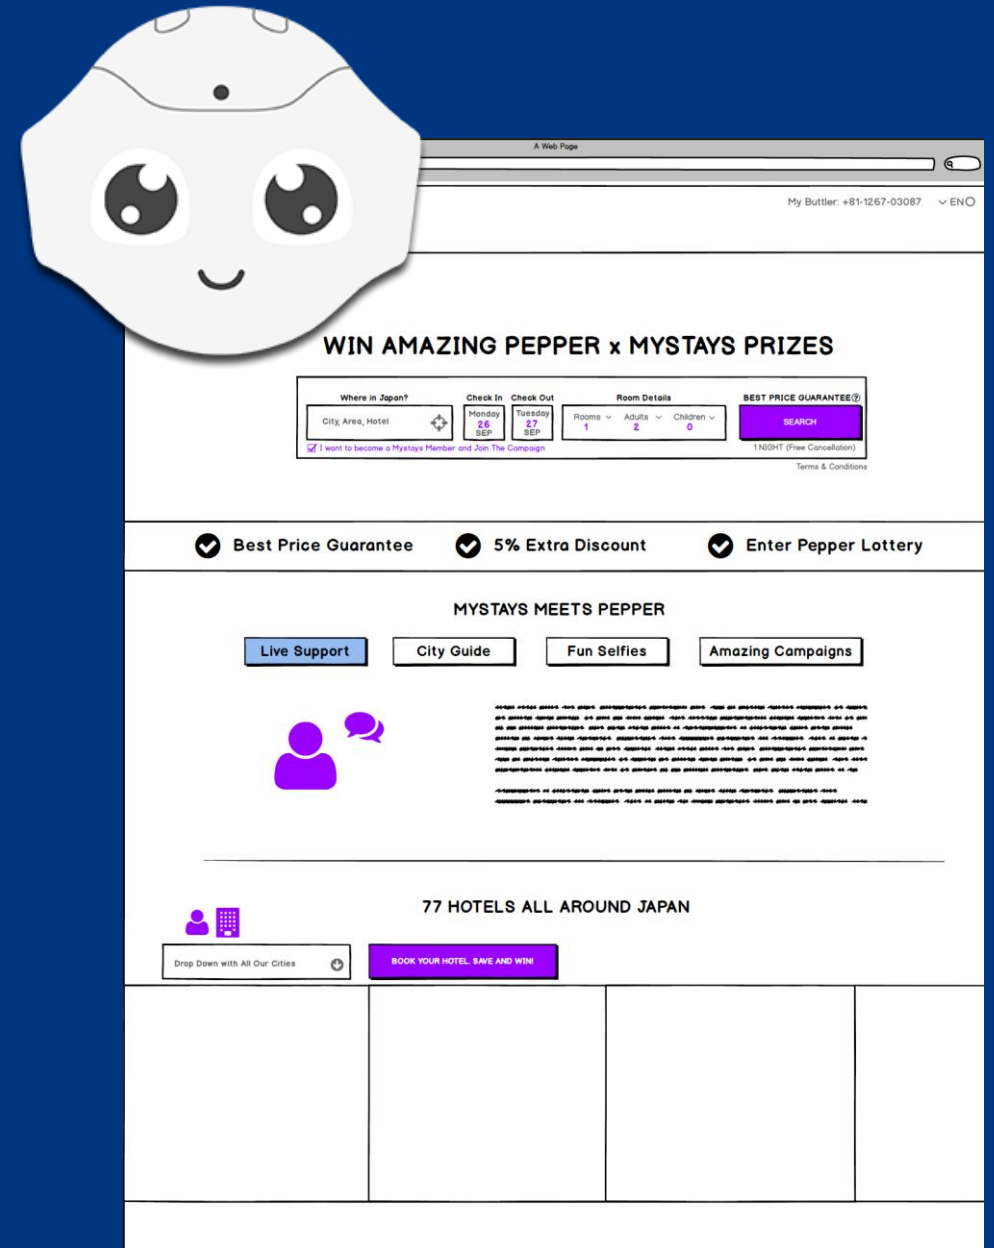 A Web Page
My Buttler: +81-1267-03087
EN
WIN AMAZING PEPPER x MYSTAYS PRIZES
Where in Japan?
Check In
Check Out
Room Details
BEST PRICE GUARANTEE?
City, Area, Hotel
Monday
26
SEP
Tuesday
27
SEP
Rooms
1
Adults
2
Children
0
SEARCH
I want to become a Mystays Member and Join The Campaign
1 NIGHT (Free Cancellation)
Terms & Conditions
Best Price Guarantee
5% Extra Discount
Enter Pepper Lottery
MYSTAYS MEETS PEPPER
Live Support
City Guide
Fun Selfies
Amazing Campaigns
77 HOTELS ALL AROUND JAPAN
Drop Down with All Our Cities
BOOK YOUR HOTEL. SAVE AND WIN!